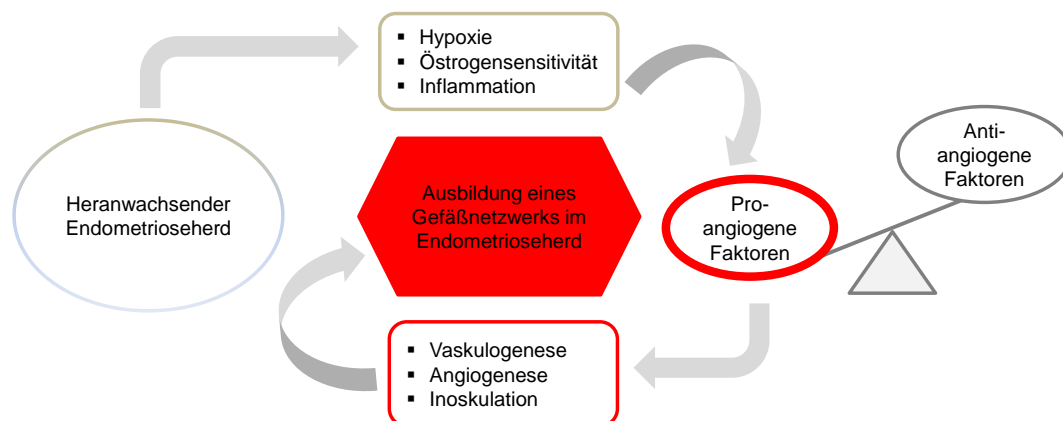 ▪ Hypoxie
▪ Östrogensensitivität
▪ Inflammation
Heranwachsender
Endometrioseherd
Ausbildung eines
Gefäßnetzwerks im
Endometrioseherd
Pro-
angiogene
Faktoren
Anti-
angiogene
Faktoren
▪ Vaskulogenese
▪ Angiogenese
▪ Inoskulation